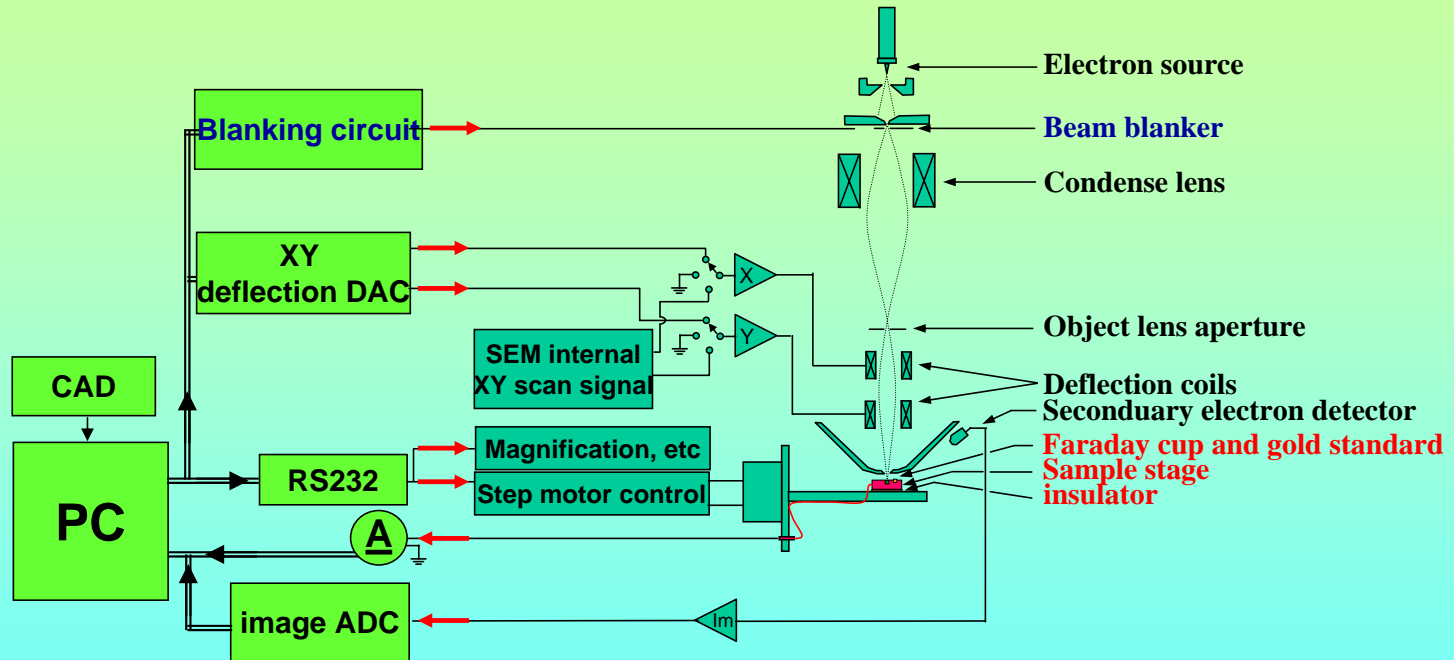 Electron source
Blanking circuit
Beam blanker
Condense lens
XY
deflection DAC
X
Y
Object lens aperture
SEM internal
XY scan signal
CAD
Deflection coils
Seconduary electron detector
Magnification, etc
Faraday cup and gold standard
PC
RS232
Step motor control
Sample stage
insulator
A
image ADC
Im